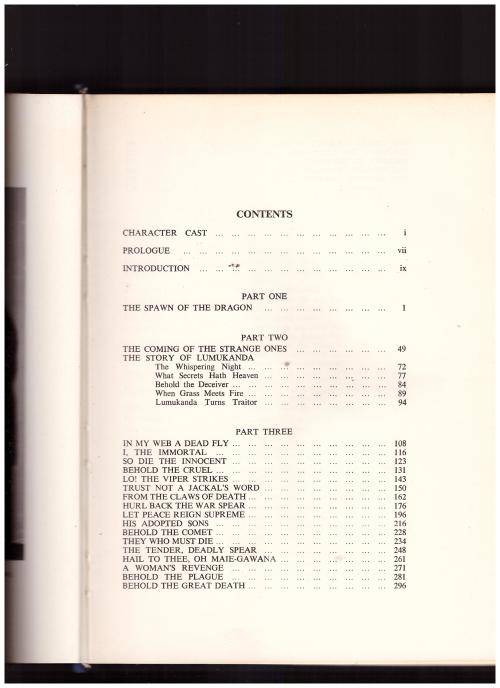 CONTENTS
CHARACTER CAST ... ... ... ... ... ... ... ... ... ... ... i
PROLOGUE ... ... ... ... ... ... ... ... ... ... ... ... ... vii
INTRODUCTION ... ... ... ... ... ... ... ... ... ... ... ... ix
PART ONE
THE SPAWN OF THE DRAGON ... ... ... ... ... ... ... ... 1
PART TWO
THE COMING OF THE STRANGE ONES ... ... ... ... ... ... 49
THE STORY OF LUMUKANDA
The Whispering Night ... ... ... ... ... ... ... ... ... 72
What Secrets Hath Heaven ... ... ... ... ... ... ... ... 77
Behold the Deceiver ... ... ... ... ... ... ... ... ... ... 84
When Grass Meets Fire ... ... ... ... ... ... ... ... ... 89
Lumukanda Turns Traitor ... ... ... ... ... ... ... ... 94
PART THREE
IN MY WEB A DEAD FLY ... ... ... ... ... ... ... ... ... ... 108
I, THE IMMORTAL ... ... ... ... ... ... ... ... ... ... ... 116
SO DIE THE INNOCENT ... ... ... ... ... ... ... ... ... ... 123
BEHOLD THE CRUEL ... ... ... ... ... ... ... ... ... ... ... 131
LO! THE VIPER STRIKES ... ... ... ... ... ... ... ... ... ... 143
TRUST NOT A JACKAL'S WORD ... ... ... ... ... ... ... ... 150
FROM THE CLAWS OF DEATH ... ... ... ... ... ... ... ... ... 162
HURL BACK THE WAR SPEAR ... ... ... ... ... ... ... ... ... 176
LET PEACE REIGN SUPREME ... ... ... ... ... ... ... ... ... 196
HIS ADOPTED SONS ... ... ... ... ... ... ... ... ... ... ... 216
BEHOLD THE COMET ... ... ... ... ... ... ... ... ... ... ... 228
THEY WHO MUST DIE ... ... ... ... ... ... ... ... ... ... ... 234
THE TENDER, DEADLY SPEAR ... ... ... ... ... ... ... ... 248
HAIL TO THEE, OH MAIE-GAWANA ... ... ... ... ... ... ... 261
A WOMAN'S REVENGE ... ... ... ... ... ... ... ... ... ... 271
BEHOLD THE PLAGUE ... ... ... ... ... ... ... ... ... ... 281
BEHOLD THE GREAT DEATH ... ... ... ... ... ... ... ... ... 296